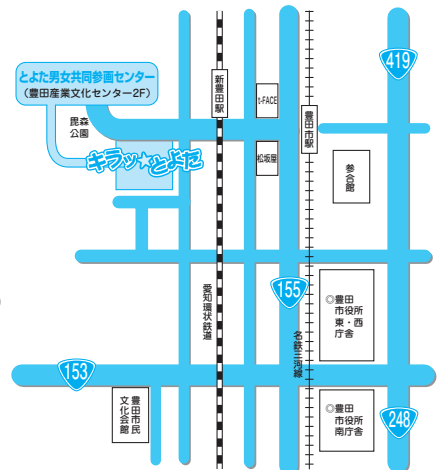 とよた男女共同参画センター
(豊田産業文化センター2F)
419
新豊田駅
t-FACE
豊田市駅
昆森
公園
キラッ☆とよた
松坂屋
参合館
155
愛知環状鉄道
◎豊田
市役所
東・西
庁舎
名鉄三河線
153
豊田市民
文化会館
◎豊田
市役所
南庁舎
248